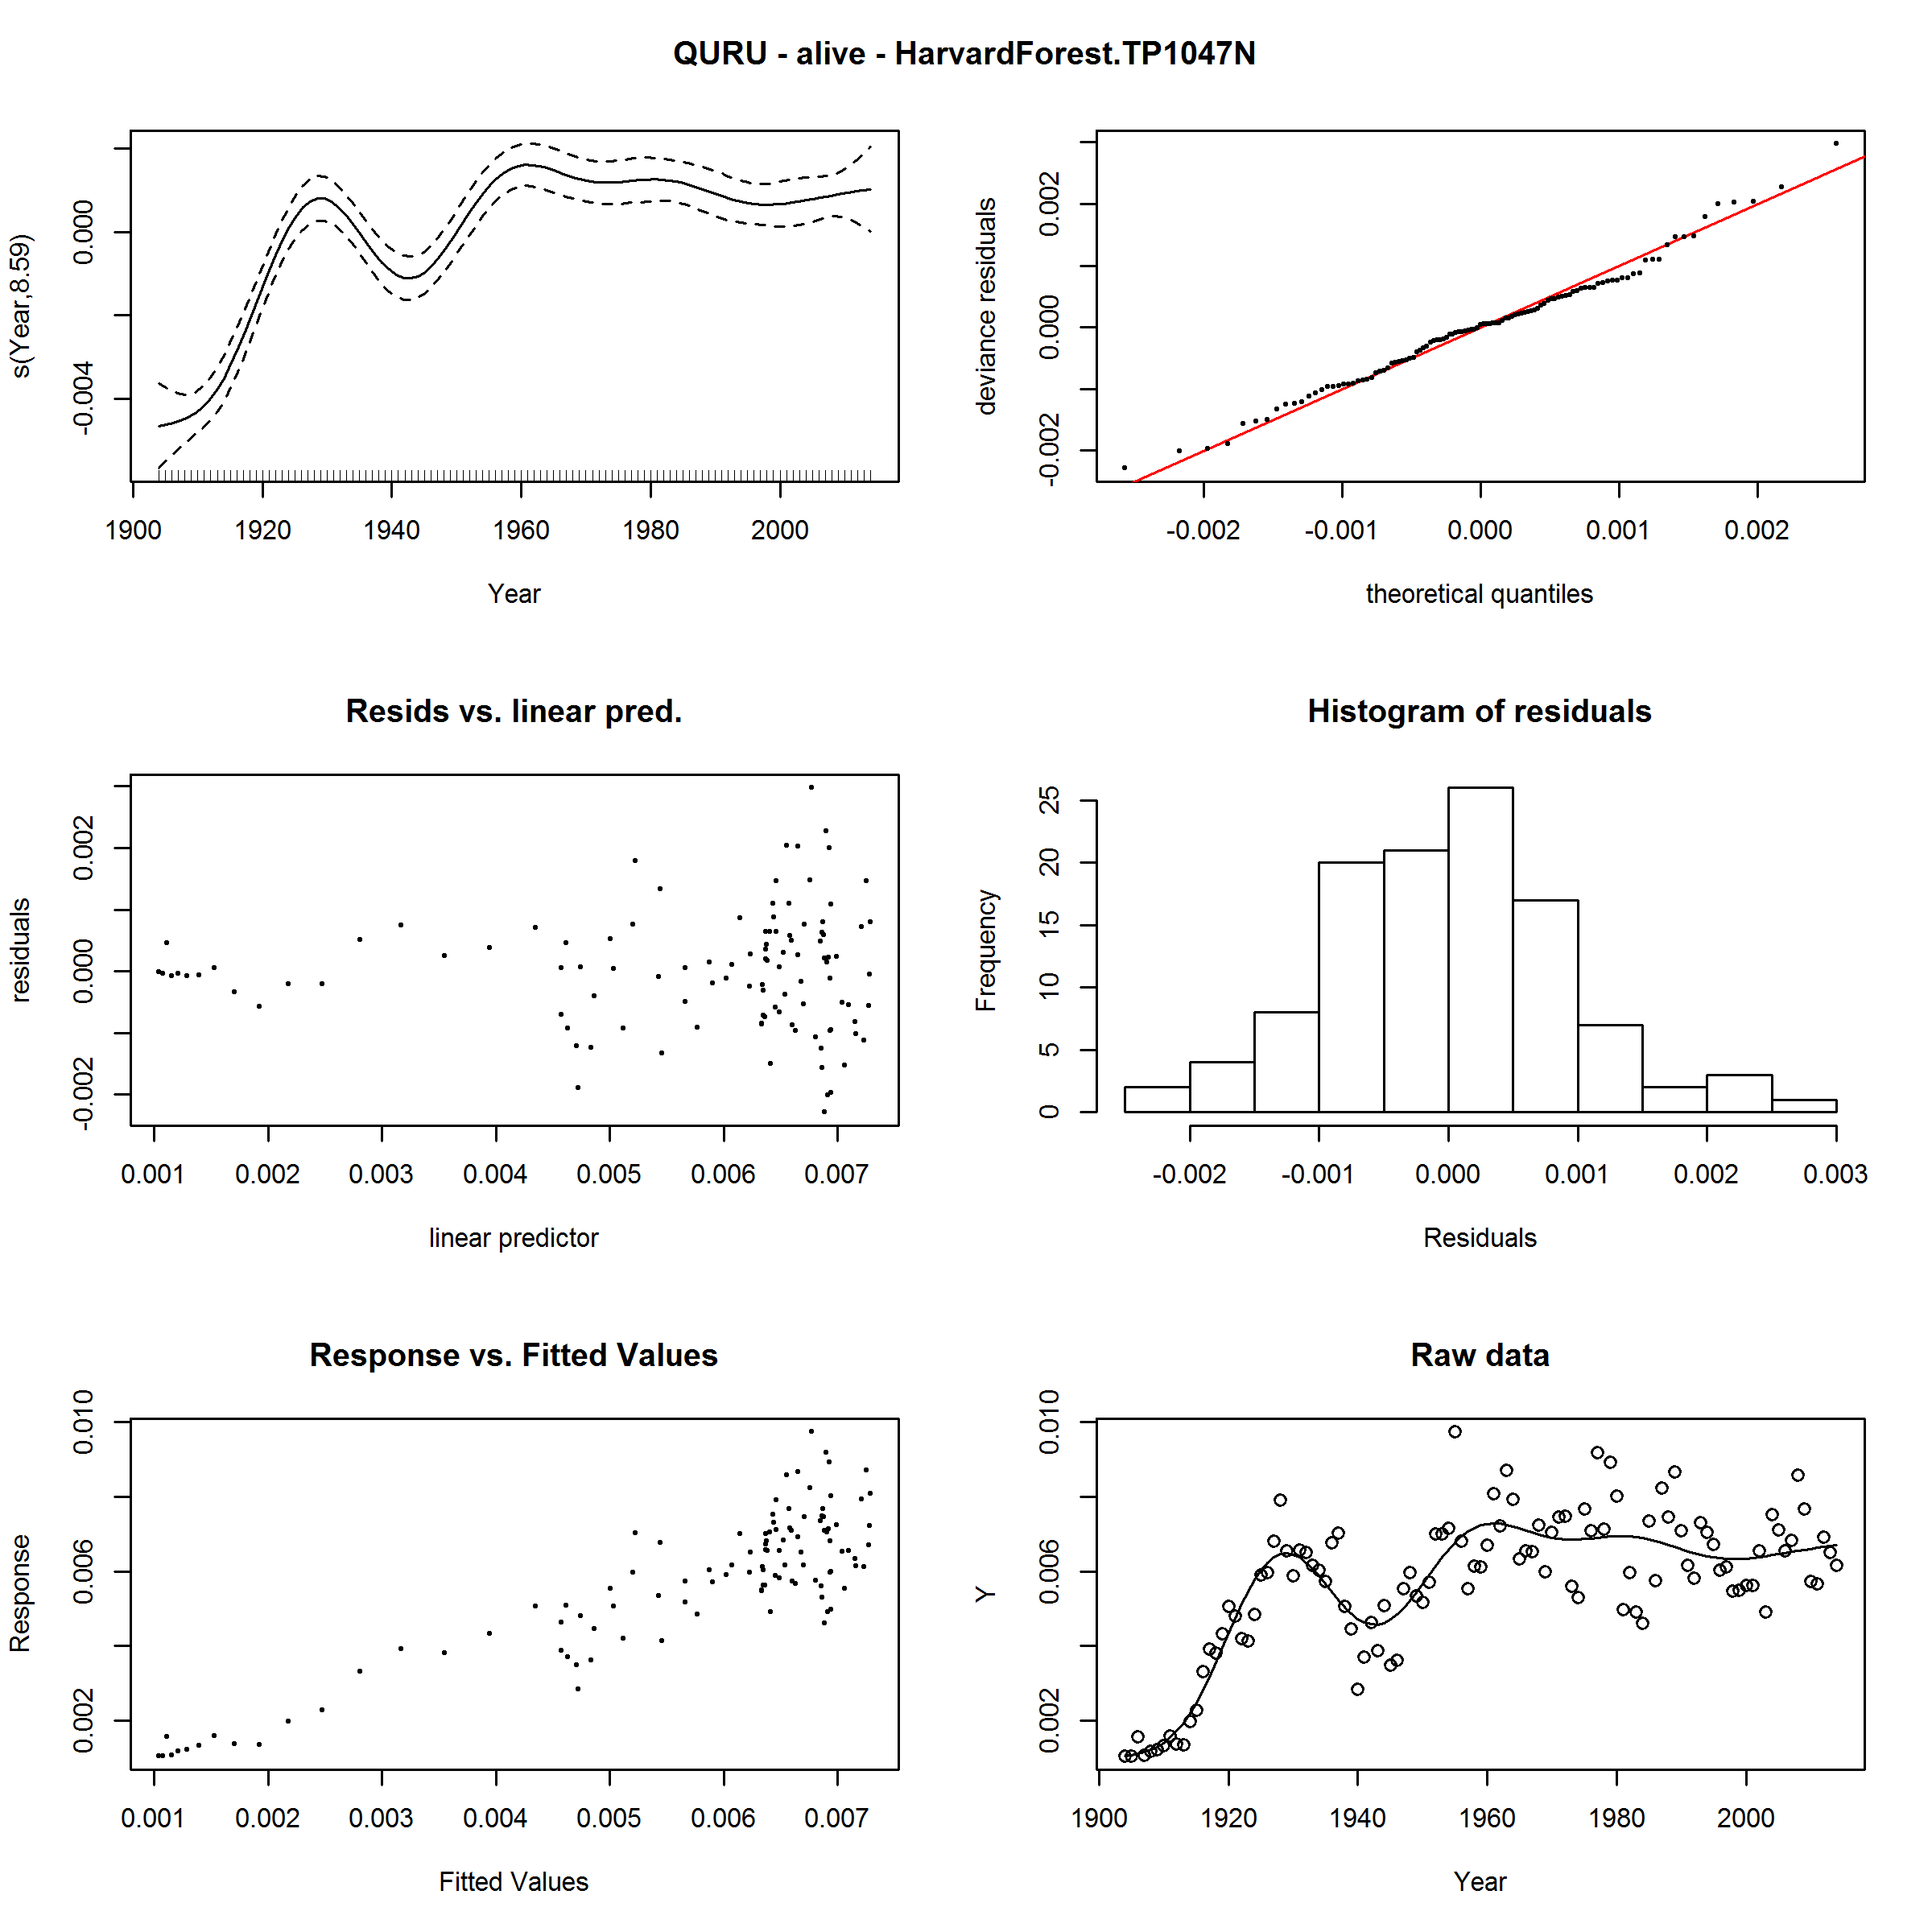 QURU - alive - HarvardForest.TP1047N
s(Year,8.59)
0.000
-0.004
1900 1920 1940 1960 1980 2000
Year
deviance residuals
0.002
0.000
-0.002
-0.002 -0.001 0.000 0.001 0.002
theoretical quantiles
Resids vs. linear pred.
residuals
0.002
0.000
-0.002
0.001 0.002 0.003 0.004 0.005 0.006 0.007
linear predictor
Histogram of residuals
Frequency
25
20
15
10
5
0
-0.002 -0.001 0.000 0.001 0.002 0.003
Residuals
Response vs. Fitted Values
Response
0.010
0.006
0.002
0.001 0.002 0.003 0.004 0.005 0.006 0.007
Fitted Values
Raw data
Y
0.010
0.006
0.002
1900 1920 1940 1960 1980 2000
Year